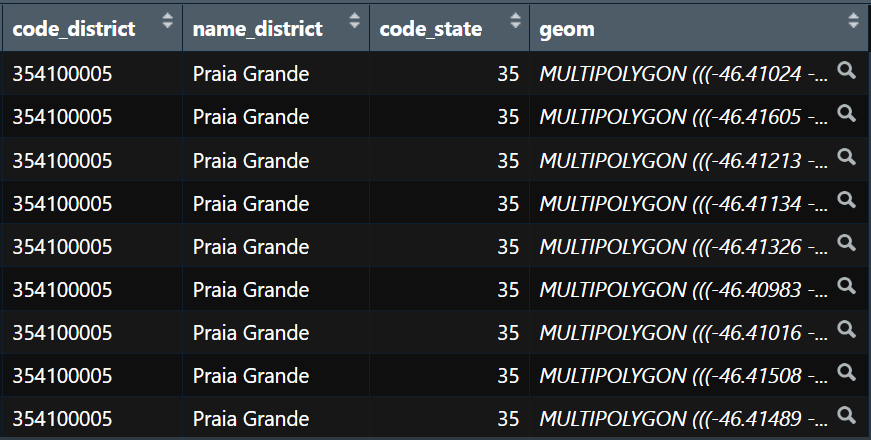 code_district name_district code_state geom
354100005 Praia Grande 35 MULTIPOLYGON (((-46.41024 -...
354100005 Praia Grande 35 MULTIPOLYGON (((-46.41605 -...
354100005 Praia Grande 35 MULTIPOLYGON (((-46.41213 -...
354100005 Praia Grande 35 MULTIPOLYGON (((-46.41134 -...
354100005 Praia Grande 35 MULTIPOLYGON (((-46.41326 -...
354100005 Praia Grande 35 MULTIPOLYGON (((-46.40983 -...
354100005 Praia Grande 35 MULTIPOLYGON (((-46.41016 -...
354100005 Praia Grande 35 MULTIPOLYGON (((-46.41508 -...
354100005 Praia Grande 35 MULTIPOLYGON (((-46.41489 -...